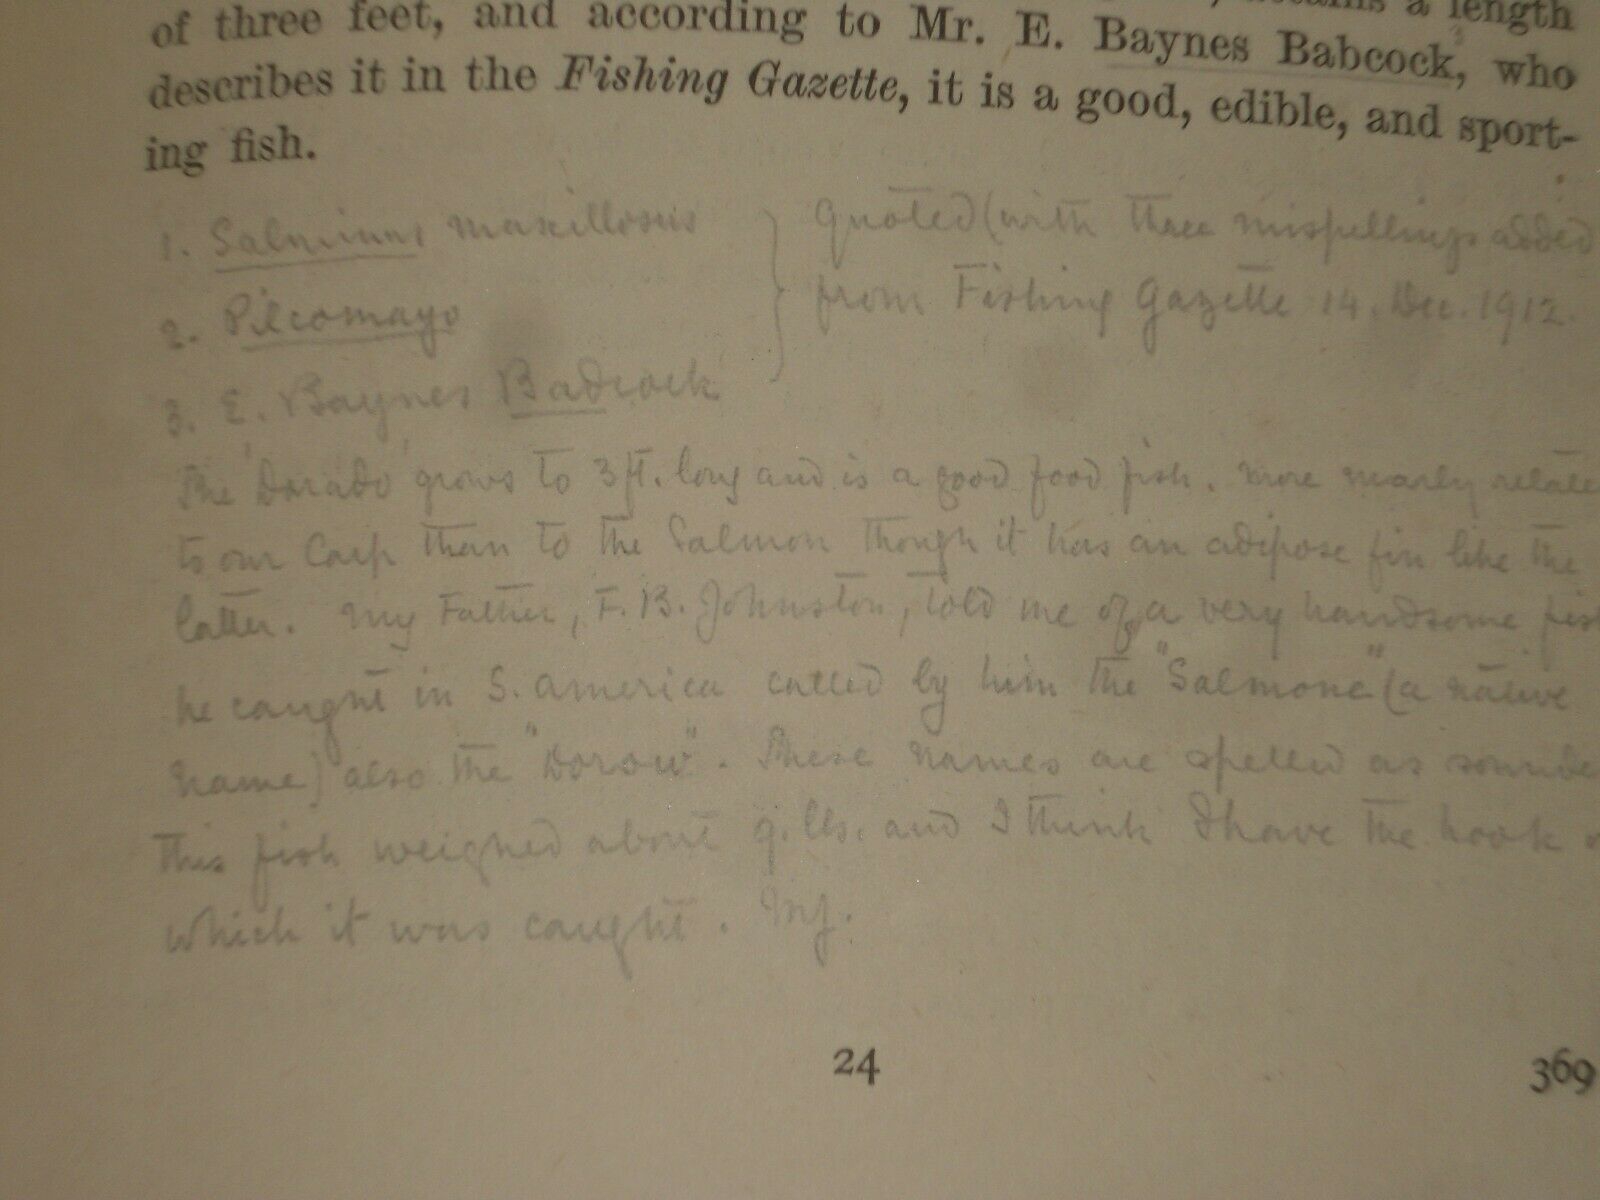 a length
of three feet, and according to Mr. E. Baynes Babcock, who
describes it in the Fishing Gazette, it is a good, edible, and sport-
ing fish.
1. Salminus maxillosus } Quoted (with three misspellings added
2. Pilcomayo from Fishing Gazette 14. Dec. 1912.
3. E. Baynes Badcock
The 'Dorado' grows to 3 ft. long and is a good food fish. More nearly relate
to our Carp than to the Salmon though it has an adipose fin like the
latter. My Father, F. B. Johnston, told me of a very handsome fis
he caught in S. America called by him the "Salmona" (a native
name) also the "Dorow". These names are spelled as sounde
This fish weighed about 9. lbs. and I think I have the hook
which it was caught. MJ.
24 369